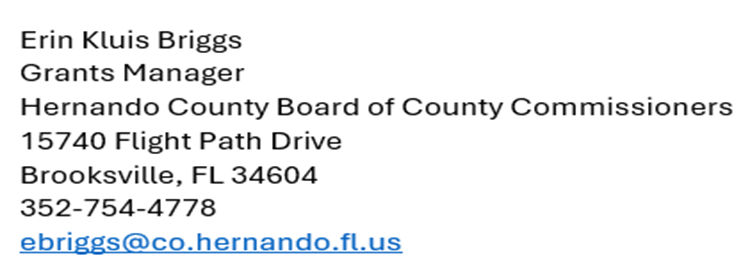 Erin Kluis Briggs
Grants Manager
Hernando County Board of County Commissioners
15740 Flight Path Drive
Brooksville, FL 34604
352-754-4778
ebriggs@co.hernando.fl.us